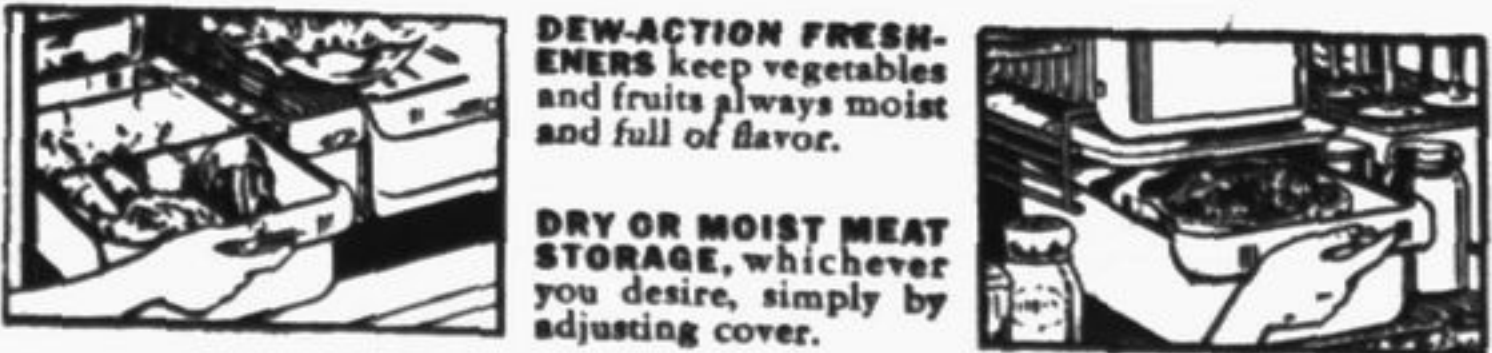 DEW-ACTION FRESH-
ENERS keep vegetables
and fruits always moist
and full of flavor.
DRY OR MOIST MEAT
STORAGE, whichever
you desire, simply by
adjusting cover.